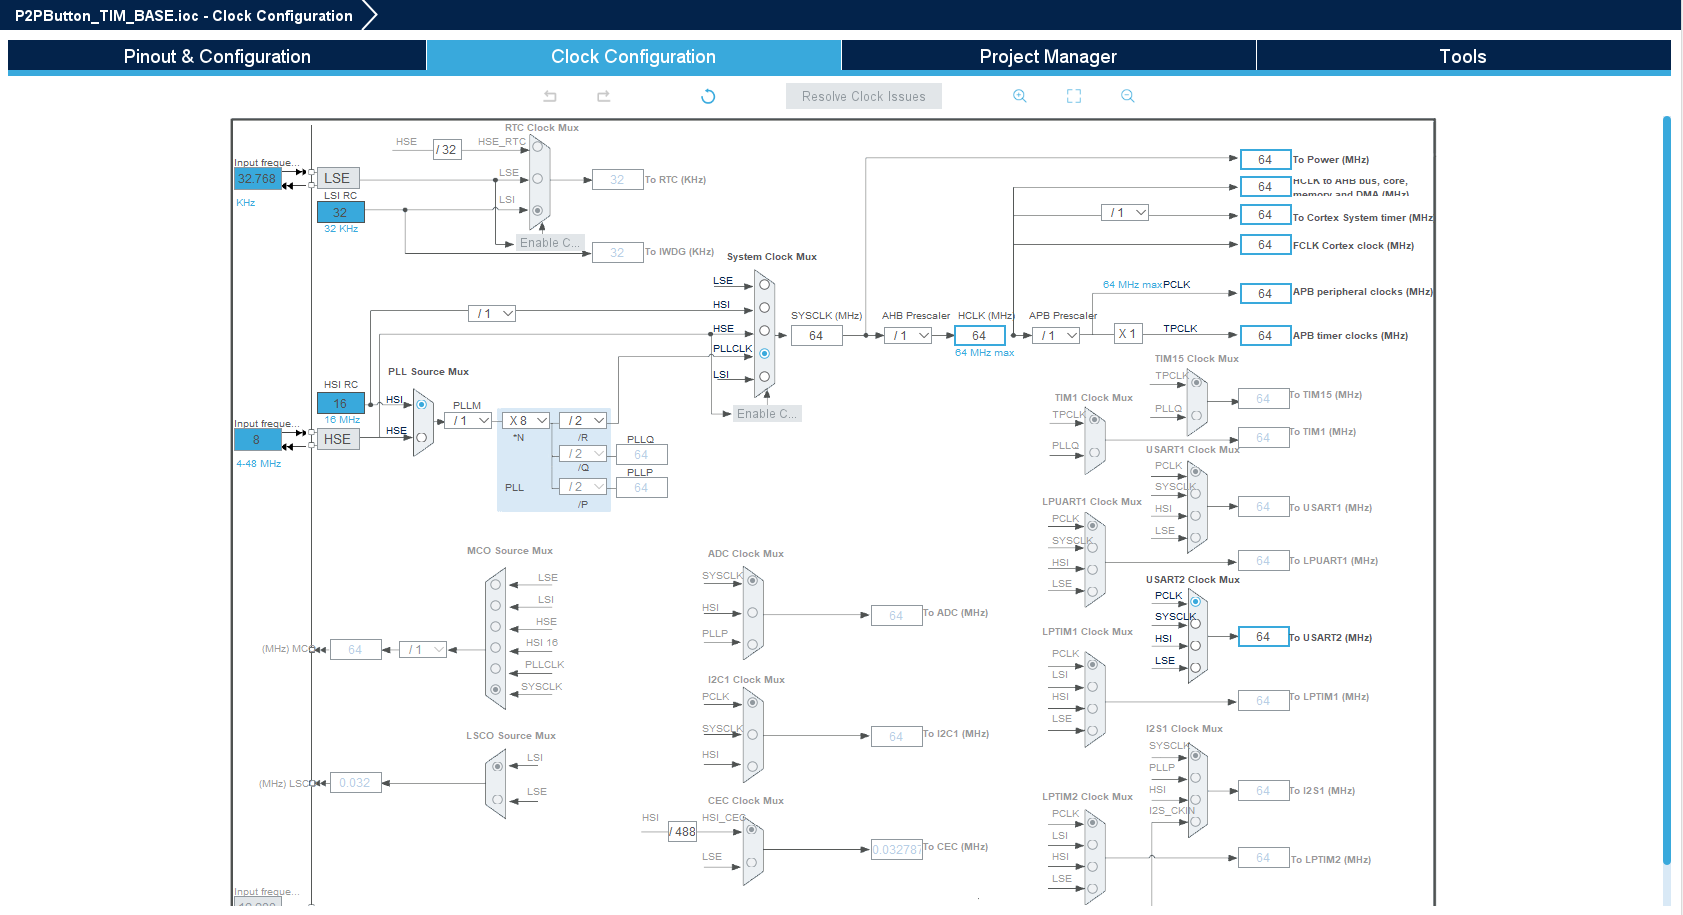 P2PButton_TIM_BASE.ioc - Clock Configuration
Pinout & Configuration
Clock Configuration
Project Manager
Tools
Resolve Clock Issues
RTC Clock Mux
HSE
/ 32
HSE_RTC
Input freque...
32.768
KHz
LSE
LSE
32
To RTC (KHz)
LSI RC
32
32 KHz
LSI
Enable C...
32
To IWDG (KHz)
64
To Power (MHz)
64
HCLK to AHB bus, core,
memory and DMA (MHz)
/ 1
64
To Cortex System timer (MHz
64
FCLK Cortex clock (MHz)
System Clock Mux
LSE
HSI
/ 1
HSE
PLLCLK
LSI
Enable C...
SYSCLK (MHz)
64
AHB Prescaler
/ 1
HCLK (MHz)
64
64 MHz max
APB Prescaler
/ 1
64 MHz max
PCLK
64
APB peripheral clocks (MHz)
X 1
TPCLK
64
APB timer clocks (MHz)
PLL Source Mux
HSI RC
16
16 MHz
HSI
HSE
Input freque...
8
4-48 MHz
HSE
PLLM
/ 1
X 8
*N
/ 2
/R
/ 2
/Q
PLLQ
64
/ 2
/P
PLLP
64
PLL
TIM15 Clock Mux
TPCLK
PLLQ
64
To TIM15 (MHz)
TIM1 Clock Mux
TPCLK
PLLQ
64
To TIM1 (MHz)
USART1 Clock Mux
PCLK
SYSCLK
HSI
LSE
64
To USART1 (MHz)
LPUART1 Clock Mux
PCLK
SYSCLK
HSI
LSE
64
To LPUART1 (MHz)
USART2 Clock Mux
PCLK
SYSCLK
HSI
LSE
64
To USART2 (MHz)
LPTIM1 Clock Mux
PCLK
LSI
HSI
LSE
64
To LPTIM1 (MHz)
I2S1 Clock Mux
SYSCLK
PLLP
HSI
I2S_CKIN
64
To I2S1 (MHz)
LPTIM2 Clock Mux
PCLK
LSI
HSI
LSE
64
To LPTIM2 (MHz)
MCO Source Mux
LSE
LSI
HSE
HSI 16
PLLCLK
SYSCLK
(MHz) MC
64
/ 1
LSCO Source Mux
LSI
LSE
(MHz) LSC
0.032
ADC Clock Mux
SYSCLK
HSI
PLLP
64
To ADC (MHz)
I2C1 Clock Mux
PCLK
SYSCLK
HSI
64
To I2C1 (MHz)
CEC Clock Mux
HSI
/ 488
HSI_CEC
LSE
0.032787
To CEC (MHz)
Input freque...